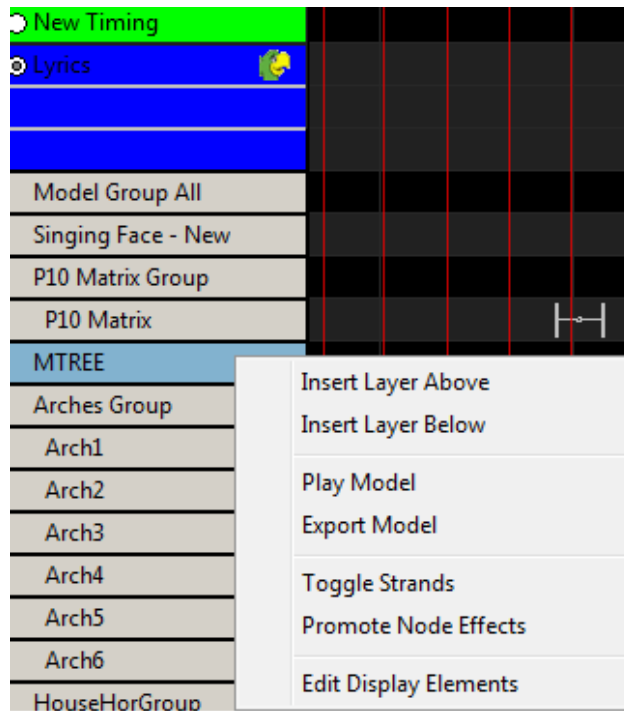 New Timing
Lyrics
Model Group All
Singing Face - New
P10 Matrix Group
P10 Matrix
MTREE
Arches Group
Arch1
Arch2
Arch3
Arch4
Arch5
Arch6
HouseHorGroup
Insert Layer Above
Insert Layer Below
Play Model
Export Model
Toggle Strands
Promote Node Effects
Edit Display Elements